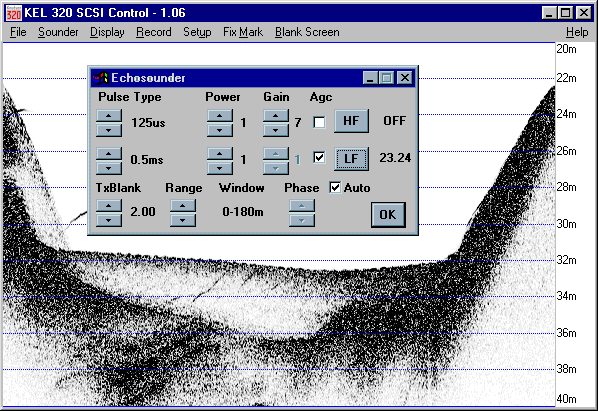 320 KEL 320 SCSI Control - 1.06
File Sounder Display Record Setup Fix Mark Blank Screen Help
20m
22m
Echosounder
Pulse Type Power Gain Agc
24m
125us 1 7 HF OFF
26m
0.5ms 1 1 LF 23.24
28m
TxBlank Range Window Phase Auto
2.00 0-180m OK
30m
32m
34m
36m
38m
40m